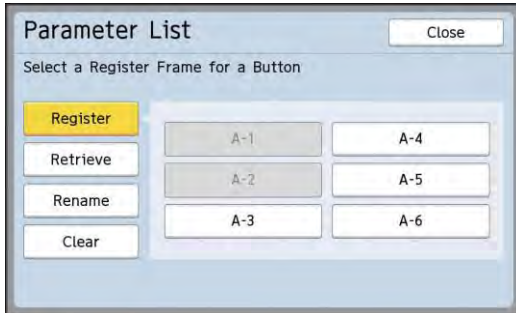 Parameter List
Close
Select a Register Frame for a Button
Register
Retrieve
Rename
Clear
A-1
A-4
A-2
A-5
A-3
A-6